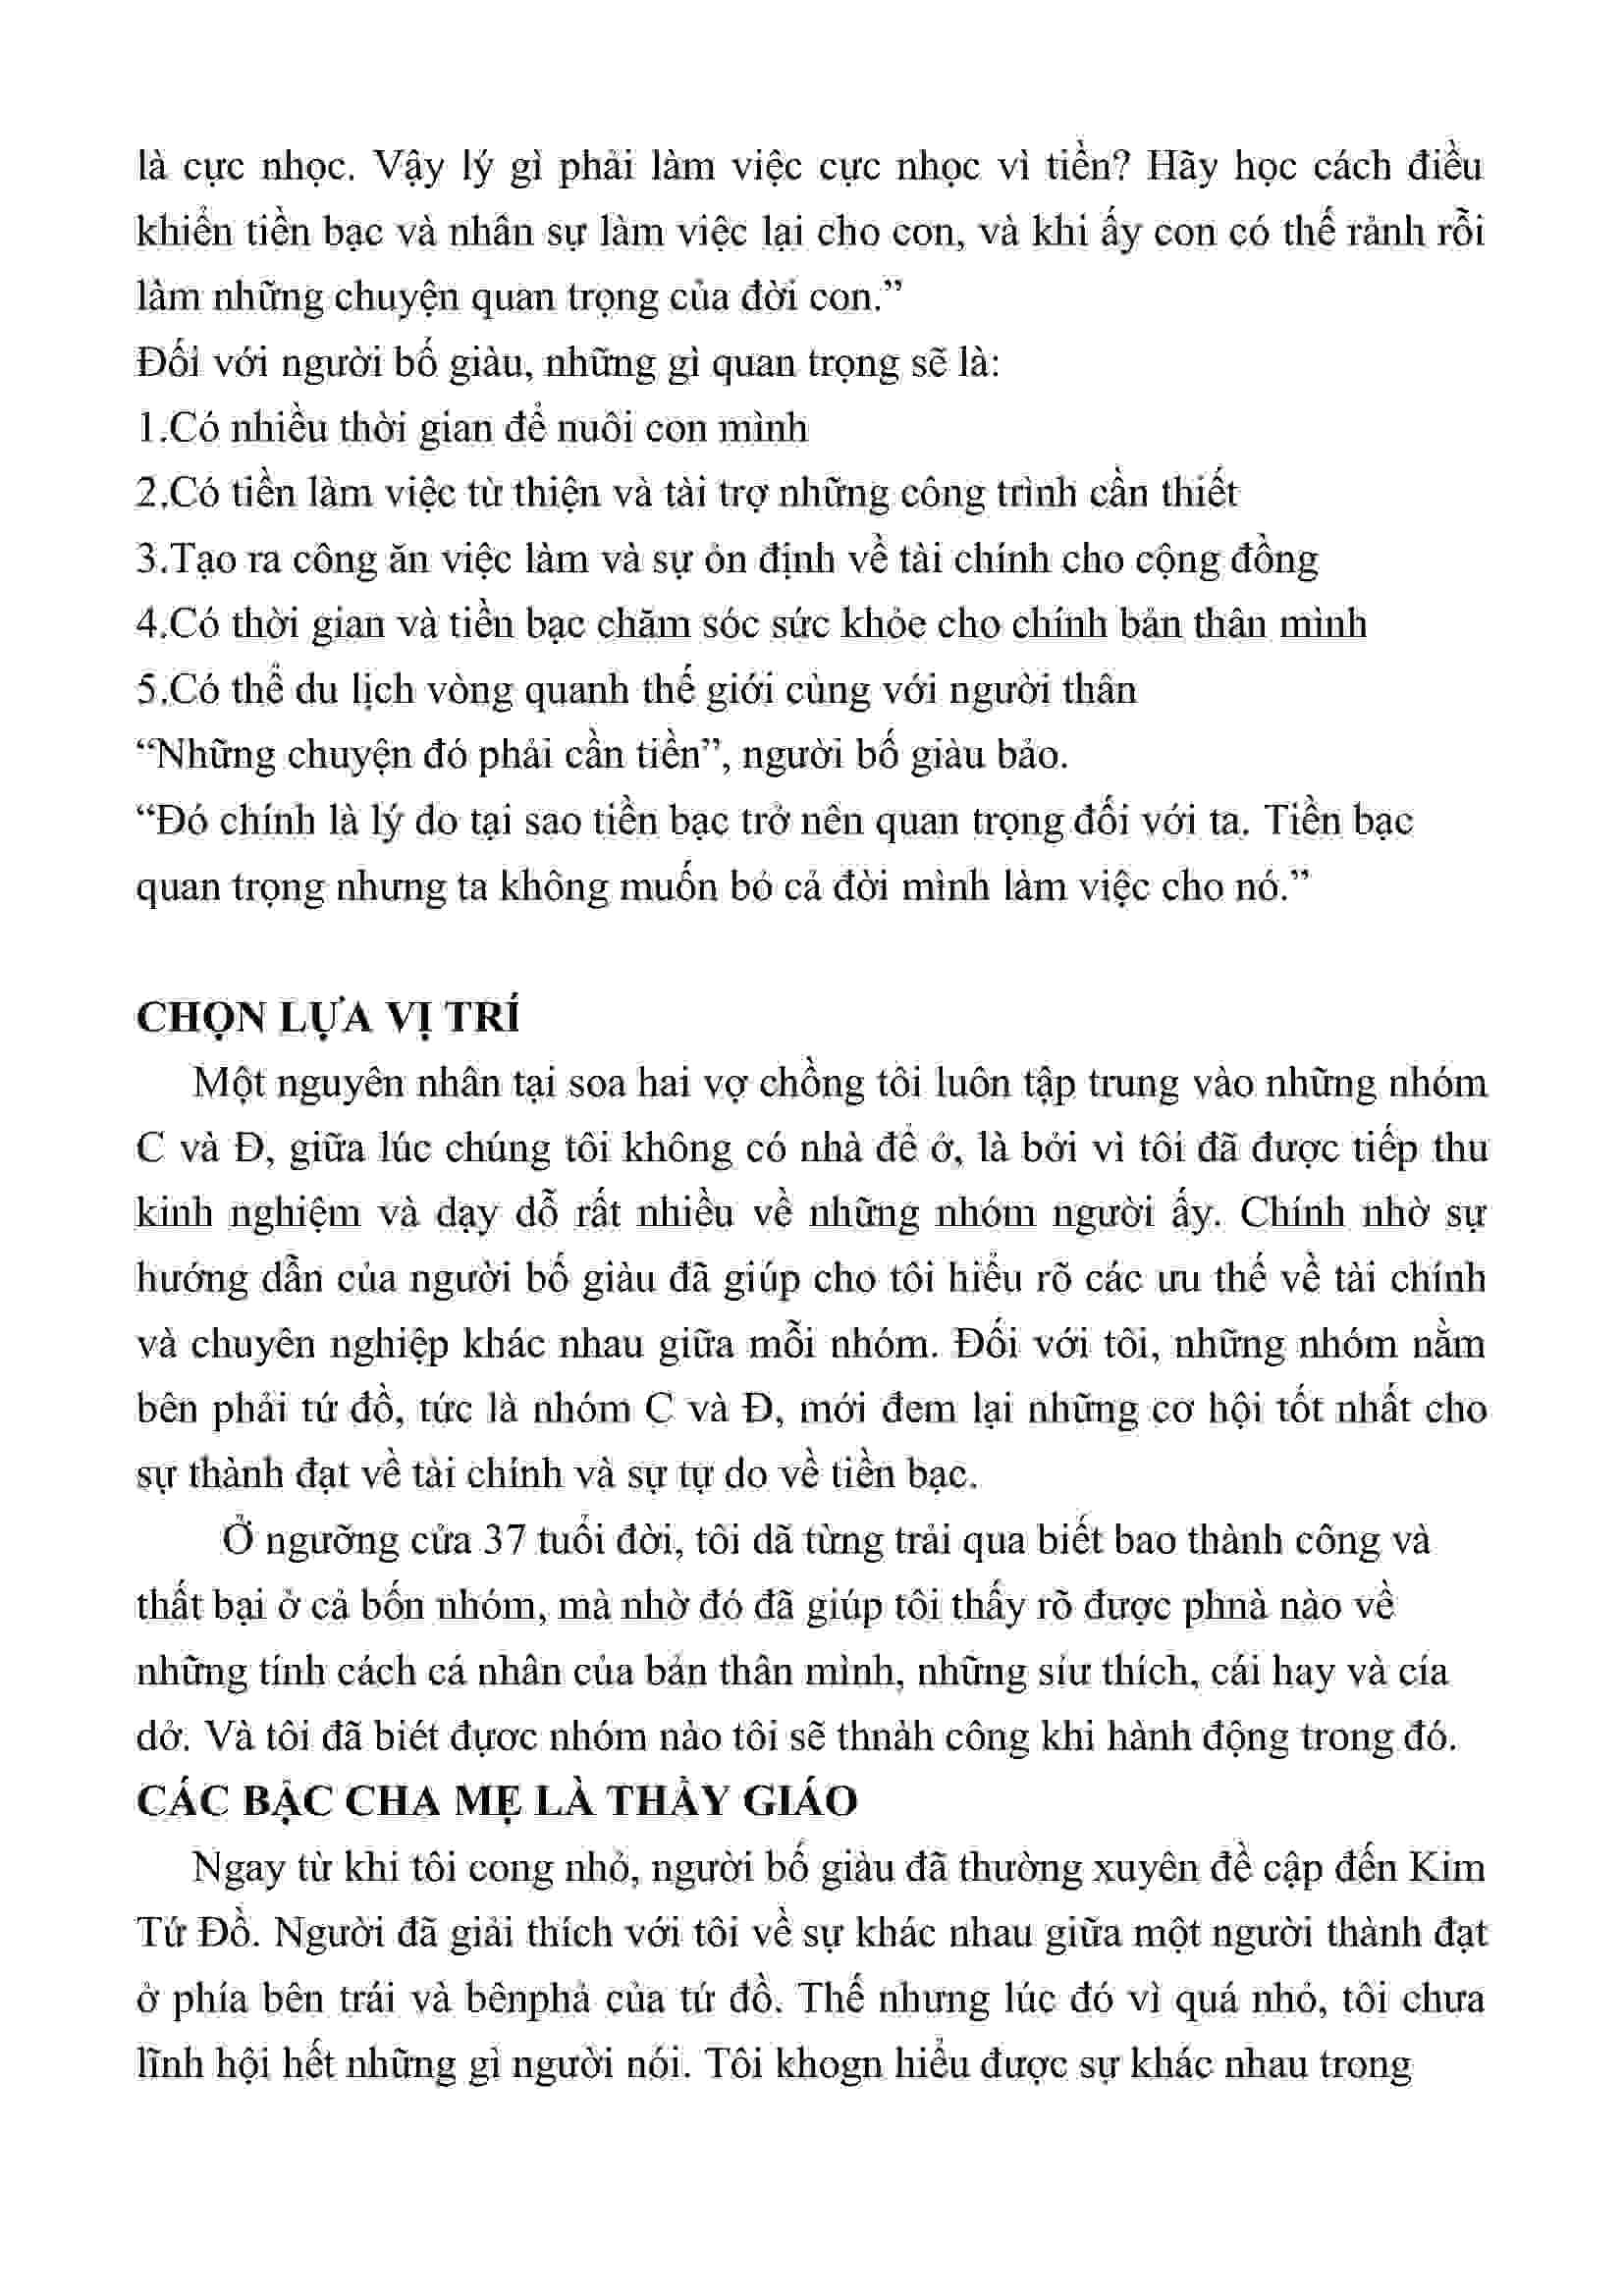 là cực nhọc. Vậy lý gì phải làm việc cực nhọc vì tiền? Hãy học cách điều
khiển tiền bạc và nhân sự làm việc lại cho con, và khi ấy con có thể rảnh rỗi
làm những chuyện quan trọng của đời con.”
Đối với người bố giàu, những gì quan trọng sẽ là:
1.Có nhiều thời gian để nuôi con mình
2.Có tiền làm việc từ thiện và tài trợ những công trình cần thiết
3.Tạo ra công ăn việc làm và sự ỏn định về tài chính cho cộng đồng
4.Có thời gian và tiền bạc chăm sóc sức khỏe cho chính bản thân mình
5.Có thể du lịch vòng quanh thế giới cùng với người thân
“Những chuyện đó phải cần tiền”, người bố giàu bảo.
“Đó chính là lý do tại sao tiền bạc trở nên quan trọng đối với ta. Tiền bạc
quan trọng nhưng ta không muốn bỏ cả đời mình làm việc cho nó.”
CHỌN LỰA VỊ TRÍ
Một nguyên nhân tại soa hai vợ chồng tôi luôn tập trung vào những nhóm
C và Đ, giữa lúc chúng tôi không có nhà để ở, là bởi vì tôi đã được tiếp thu
kinh nghiệm và dạy dỗ rất nhiều về những nhóm người ấy. Chính nhờ sự
hướng dẫn của người bố giàu đã giúp cho tôi hiểu rõ các ưu thế về tài chính
và chuyên nghiệp khác nhau giữa mỗi nhóm. Đối với tôi, những nhóm nằm
bên phải tứ đồ, tức là nhóm C và Đ, mới đem lại những cơ hội tốt nhất cho
sự thành đạt về tài chính và sự tự do về tiền bạc.
Ở ngưỡng cửa 37 tuổi đời, tôi dã từng trải qua biết bao thành công và
thất bại ở cả bốn nhóm, mà nhờ đó đã giúp tôi thấy rõ được phnà nào về
những tính cách cá nhân của bản thân mình, những síư thích, cái hay và cía
dở. Và tôi đã biét đựơc nhóm nào tôi sẽ thnàh công khi hành động trong đó.
CÁC BẬC CHA MẸ LÀ THẦY GIÁO
Ngay từ khi tôi cong nhỏ, người bố giàu đã thường xuyên đề cập đến Kim
Tứ Đồ. Người đã giải thích với tôi về sự khác nhau giữa một người thành đạt
ở phía bên trái và bênphả của tứ đồ. Thế nhưng lúc đó vì quá nhỏ, tôi chưa
lĩnh hội hết những gì người nói. Tôi khogn hiểu được sự khác nhau trong